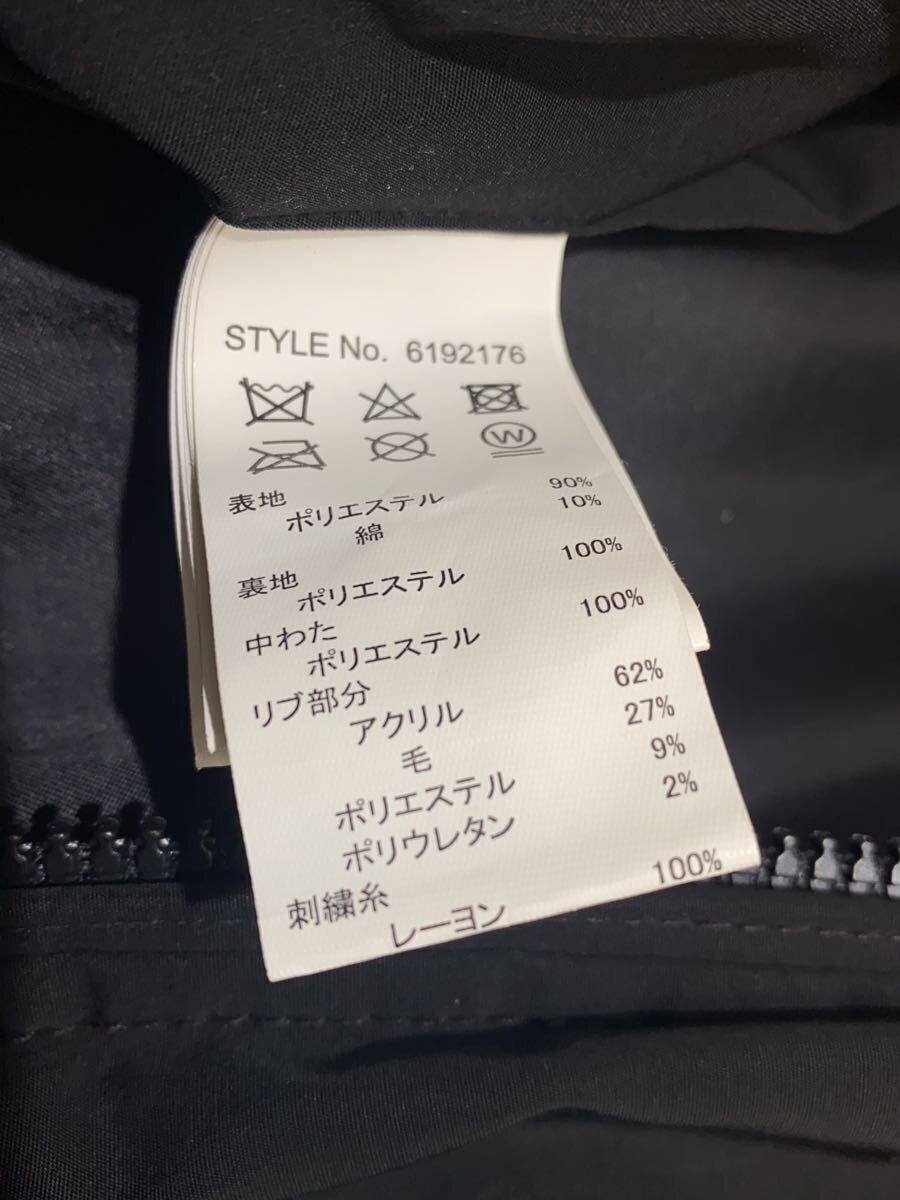 STYLE No. 6192176
W
表地
ポリエステル 90%
綿 10%
裏地
ポリエステル 100%
中わた
ポリエステル 100%
リブ部分
アクリル 62%
毛 27%
ポリエステル 9%
ポリウレタン 2%
刺繍糸
レーヨン 100%